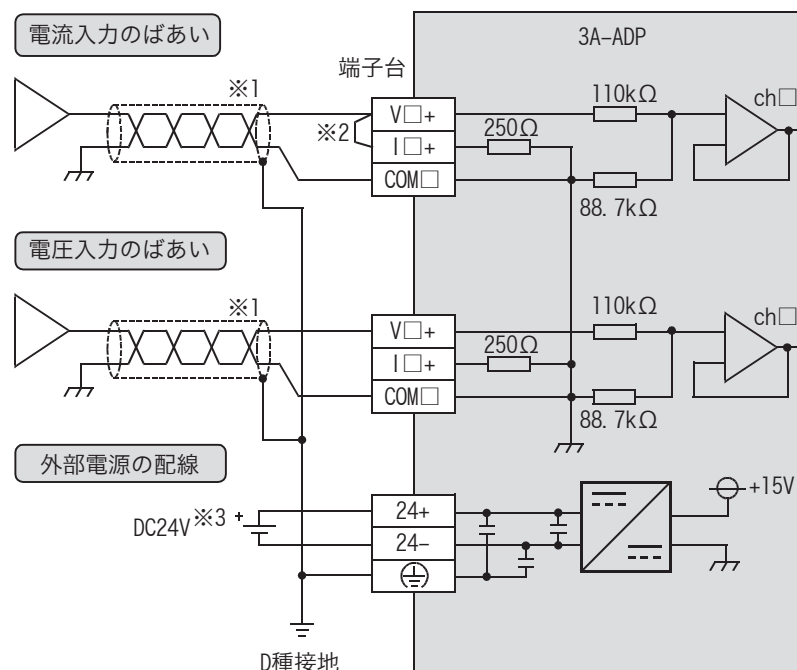 電流入力のばあい
3A-ADP
端子台
※1
V□+
110kΩ
ch□
※2
I□+
250Ω
COM□
88.7kΩ
電圧入力のばあい
※1
V□+
110kΩ
ch□
I□+
250Ω
COM□
88.7kΩ
外部電源の配線
24+
+15V
DC24V※3 +
24-
D種接地